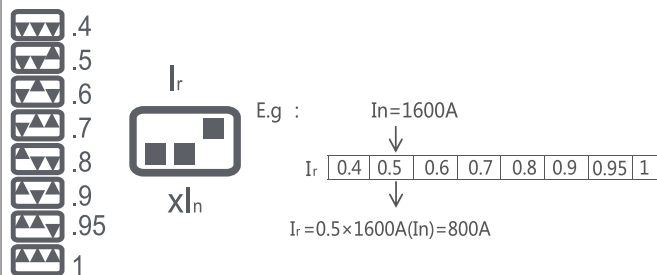 .4
.5
.6
.7
.8
.9
.95
1
Ir
xIn
E.g :
In=1600A
Ir 0.4 0.5 0.6 0.7 0.8 0.9 0.95 1
Ir=0.5×1600A(In)=800A